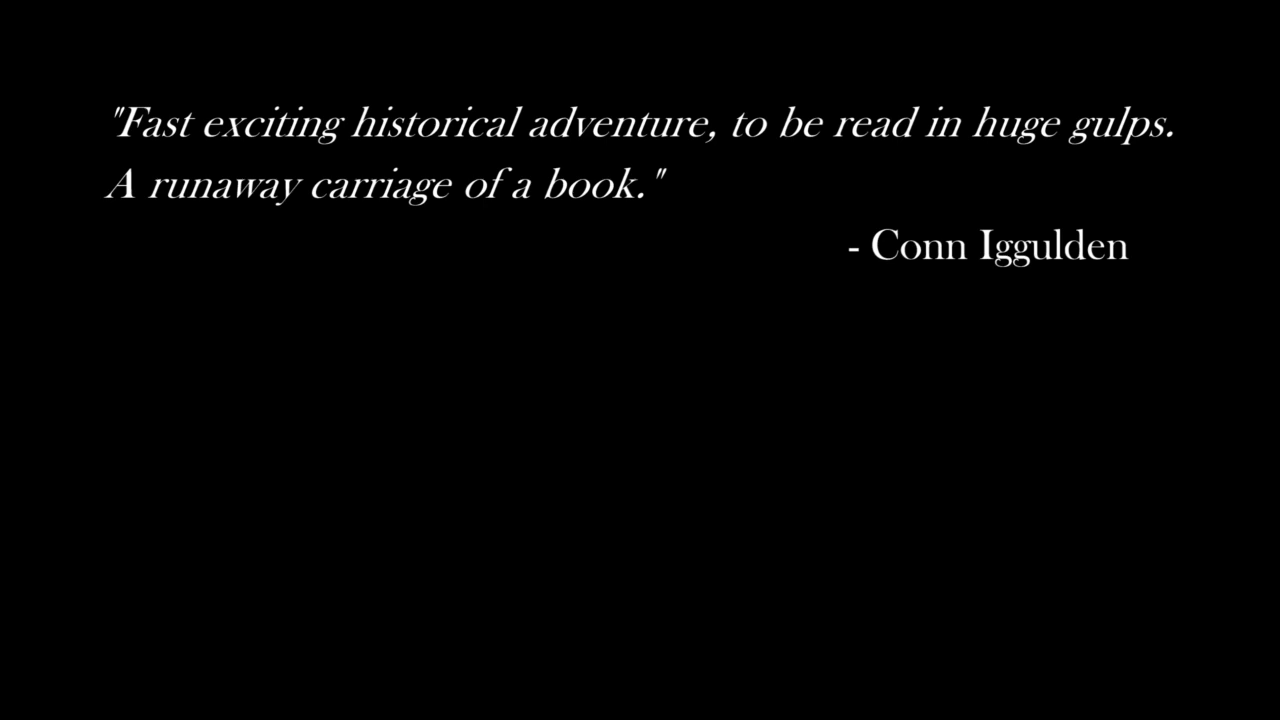 "Fast exciting historical adventure, to be read in huge gulps.
A runaway carriage of a book."
- Conn Iggulden